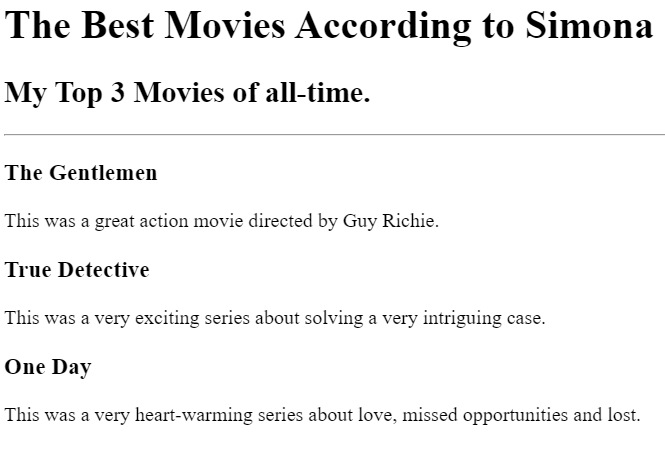 The Best Movies According to Simona
My Top 3 Movies of all-time.
The Gentlemen
This was a great action movie directed by Guy Richie.
True Detective
This was a very exciting series about solving a very intriguing case.
One Day
This was a very heart-warming series about love, missed opportunities and lost.